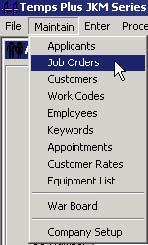 Temps Plus JKM Series
File Maintain Enter Proce
Applicants
Job Orders
Customers
Work Codes
Employees
Keywords
Appointments
Customer Rates
Equipment List
War Board
Company Setup